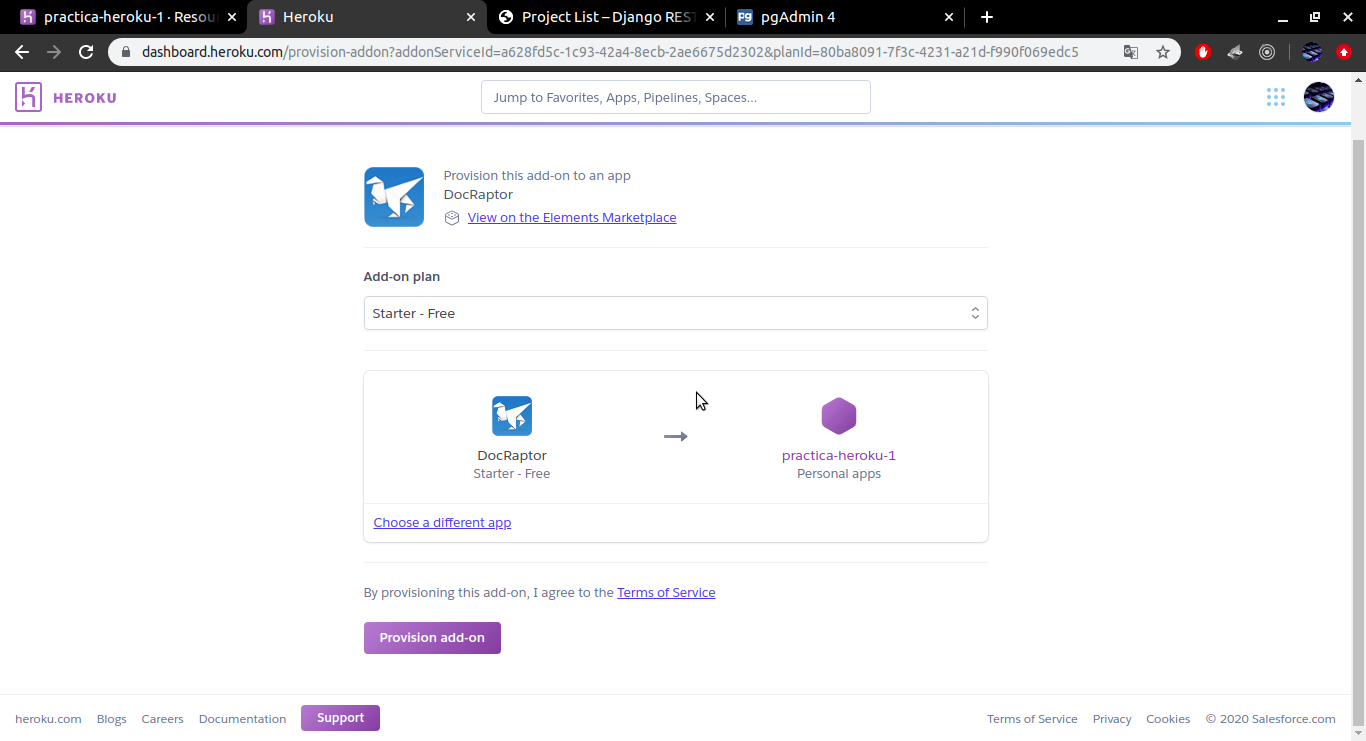 practica-heroku-1 · Resou
Heroku
Project List – Django RES
pgAdmin 4
dashboard.heroku.com/provision-addon?addonServiceId=a628fd5c-1c93-42a4-8ecb-2ae6675d2302&planId=80ba8091-7f3c-4231-a21d-f990f069edc5
HEROKU
Jump to Favorites, Apps, Pipelines, Spaces...
Provision this add-on to an app
DocRaptor
View on the Elements Marketplace
Add-on plan
Starter - Free
DocRaptor
Starter - Free
practica-heroku-1
Personal apps
Choose a different app
By provisioning this add-on, I agree to the Terms of Service
Provision add-on
heroku.com Blogs Careers Documentation Support Terms of Service Privacy Cookies © 2020 Salesforce.com